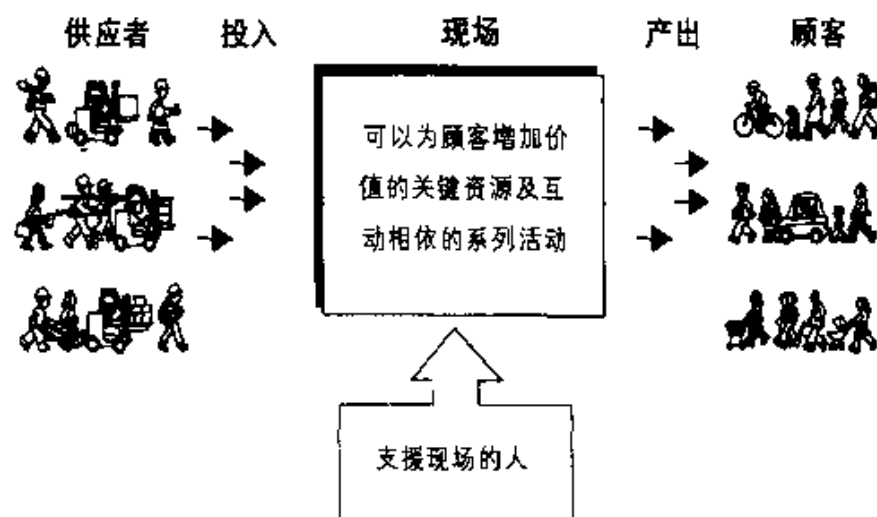 供应者 投入 现场 产出 顾客
可以为顾客增加价
值的关键资源及互
动相依的系列活动
支援现场的人